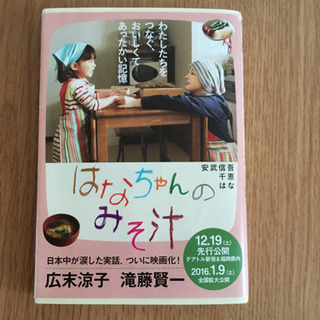 わたしたちを
つなぐ、
おいしくて
あったかい記憶
安武信吾
千恵
はな
はなちゃんの
みそ汁
日本中が涙した実話、ついに映画化!
広末涼子 滝藤賢一
12.19(土)
先行公開
テアトル新宿&福岡県内
2016.1.9(土)
全国拡大公開